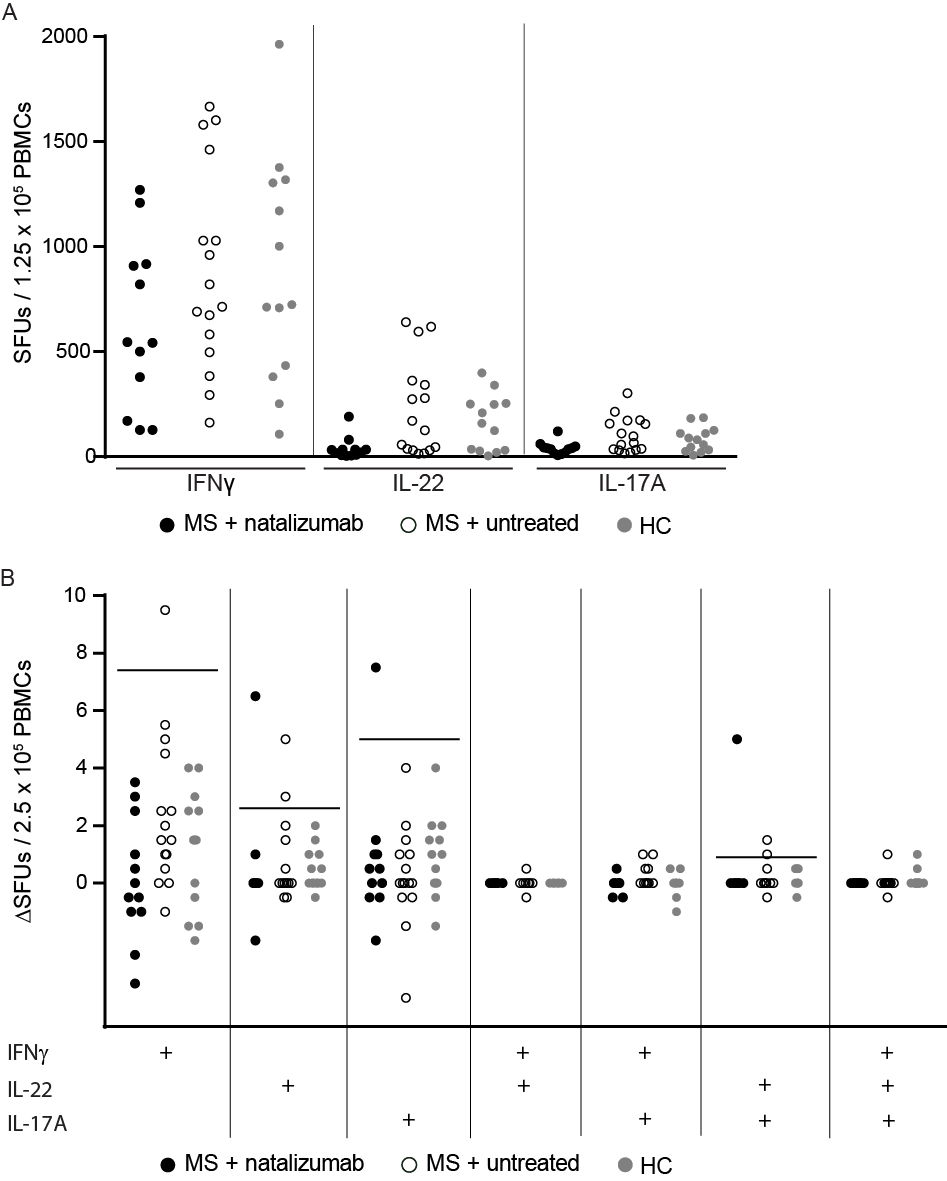 A
SFUs / 1.25 x 10⁵ PBMCs
2000
1500
1000
500
0
IFNγ IL-22 IL-17A
MS + natalizumab MS + untreated HC
B
ΔSFUs / 2.5 x 10⁵ PBMCs
10
8
6
4
2
0
IFNγ + + + +
IL-22 + + + +
IL-17A + + + +
MS + natalizumab MS + untreated HC